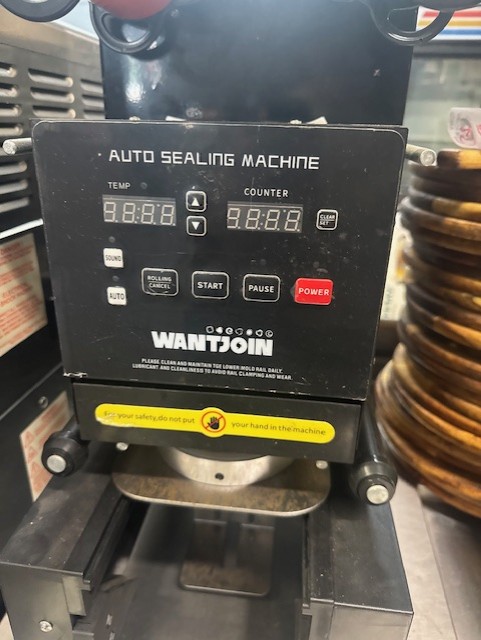 AUTO SEALING MACHINE
TEMP
COUNTER
▲
▼
CLEAR
SET
SOUND
AUTO
ROLLING
CANCEL
START
PAUSE
POWER
WANTJOIN
PLEASE CLEAN AND MAINTAIN TGE LOWER MOLD RAIL DAILY.
LUBRICANT AND CLEANLINESS TO AVOID RAIL CLAMPING AND WEAR.
For your safety,do not put your hand in the machine